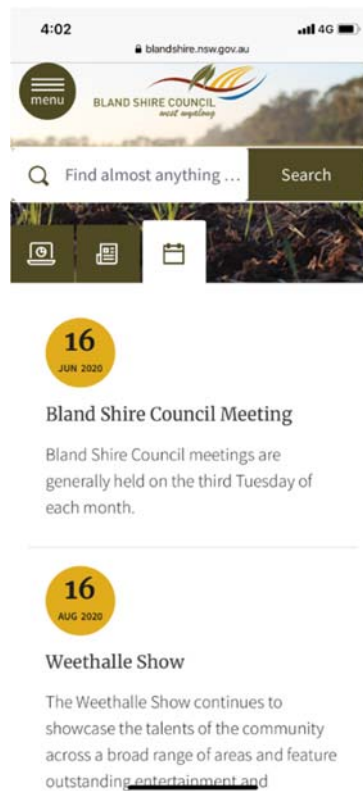 4:02
4G
blandshire.nsw.gov.au
menu
BLAND SHIRE COUNCIL
west wyalong
Find almost anything ...
Search
16
JUN 2020
Bland Shire Council Meeting
Bland Shire Council meetings are
generally held on the third Tuesday of
each month.
16
AUG 2020
Weethalle Show
The Weethalle Show continues to
showcase the talents of the community
across a broad range of areas and feature
outstanding entertainment and